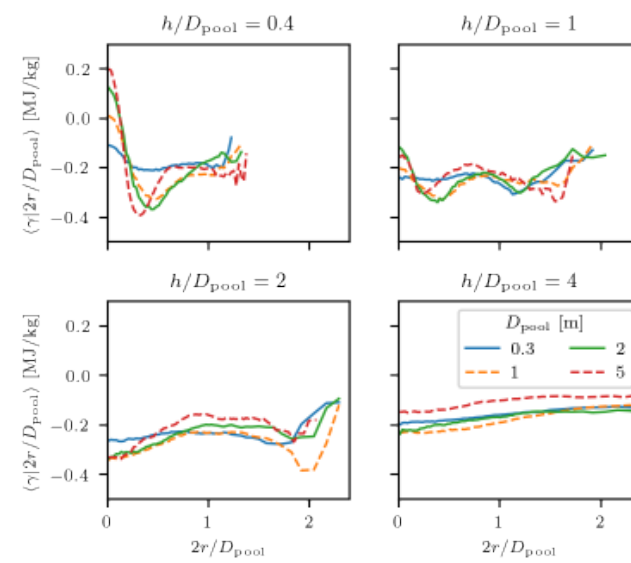 h/D_pool = 0.4
h/D_pool = 1
⟨γ|2r/D_pool⟩ [MJ/kg]
0.2
0.0
−0.2
−0.4
h/D_pool = 2
h/D_pool = 4
⟨γ|2r/D_pool⟩ [MJ/kg]
0.2
0.0
−0.2
−0.4
D_pool [m]
0.3 2
1 5
0 1 2
0 1 2
2r/D_pool
2r/D_pool